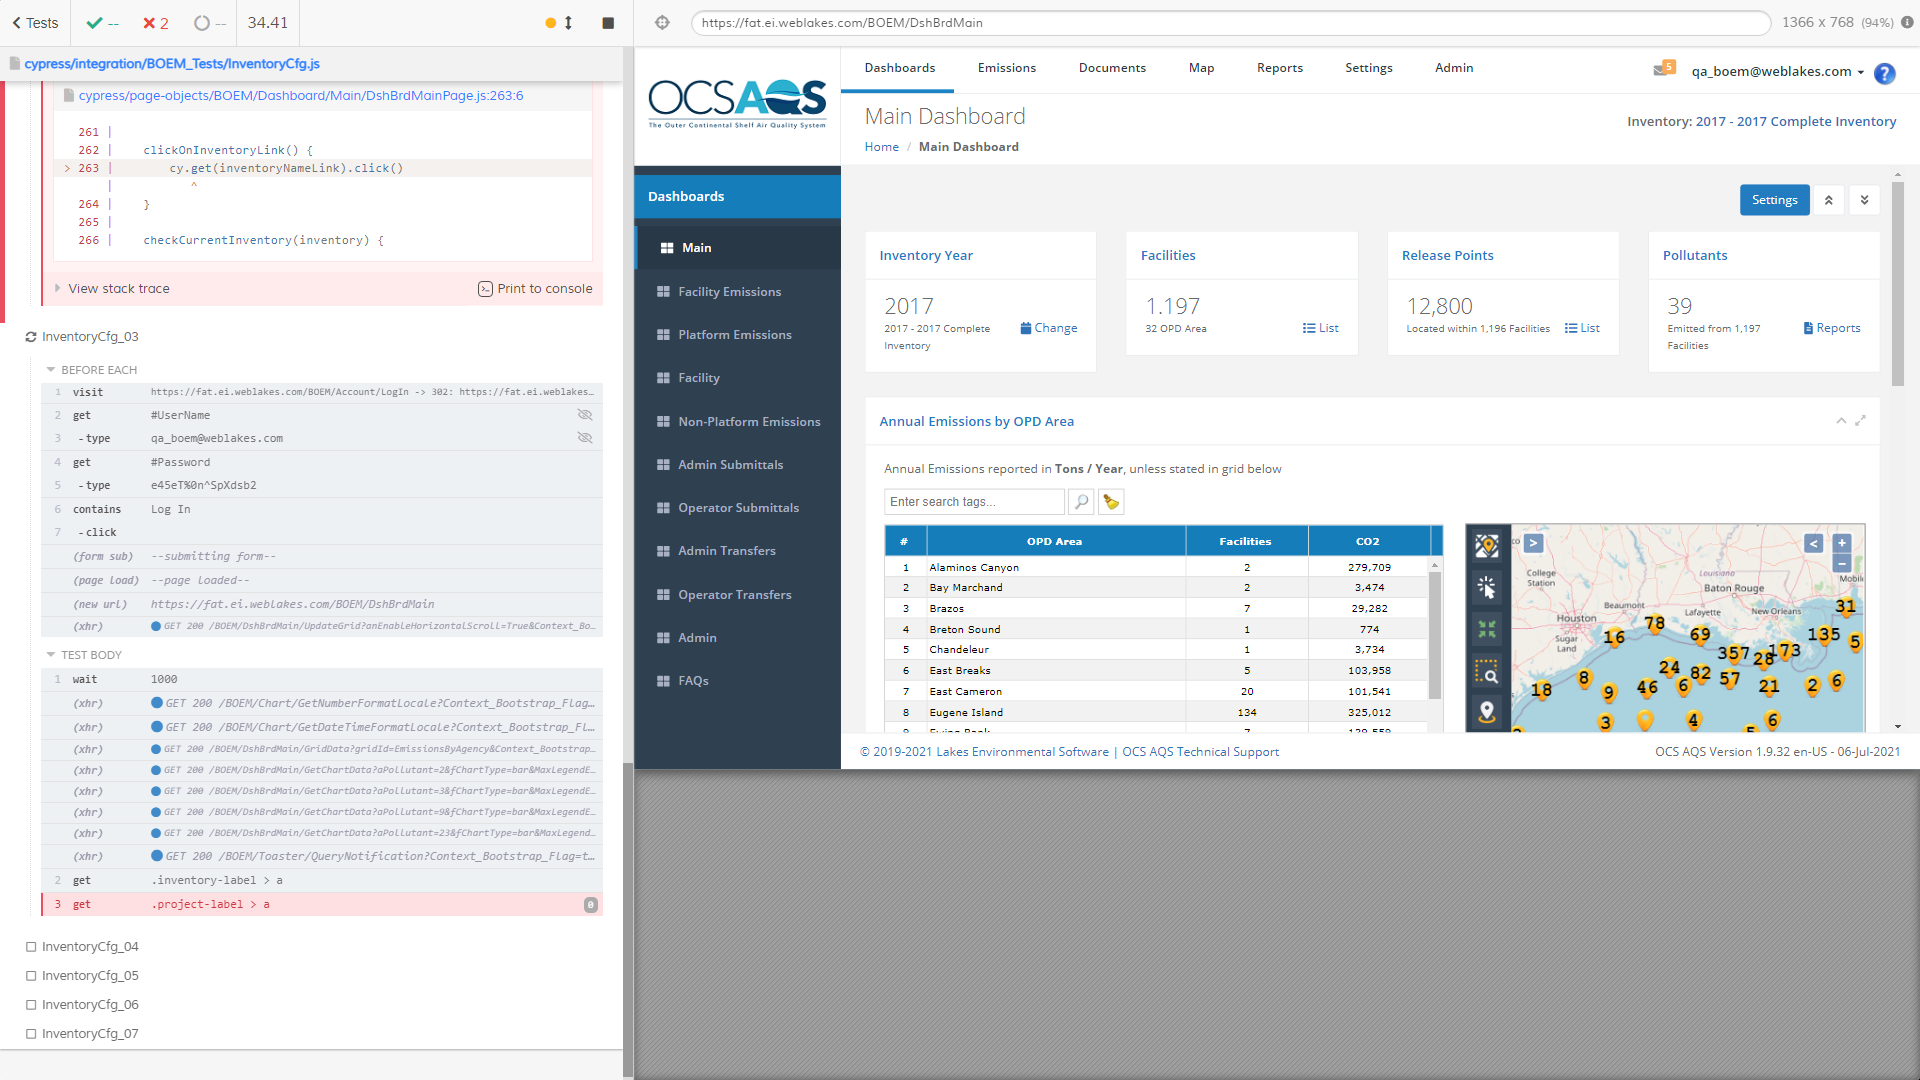 Tests
--
2
--
34.41
cypress/integration/BOEM_Tests/InventoryCfg.js
cypress/page-objects/BOEM/Dashboard/Main/DshBrdMainPage.js:263:6
261 |
262 | clickOnInventoryLink() {
> 263 | cy.get(inventoryNameLink).click()
| ^
264 | }
265 |
266 | checkCurrentInventory(inventory) {
View stack trace
Print to console
InventoryCfg_03
BEFORE EACH
1 visit https://fat.ei.weblakes.com/BOEM/Account/LogIn -> 302: https://fat.ei.weblakes...
2 get #UserName
3 -type qa_boem@weblakes.com
4 get #Password
5 -type e45eT%0n^SpXdsb2
6 contains Log In
7 -click
(form sub) --submitting form--
(page load) --page loaded--
(new url) https://fat.ei.weblakes.com/BOEM/DshBrdMain
(xhr) GET 200 /BOEM/DshBrdMain/UpdateGrid?anEnableHorizontalScroll=True&Context_Bo...
TEST BODY
1 wait 1000
(xhr) GET 200 /BOEM/Chart/GetNumberFormatLocale?Context_Bootstrap_Flag...
(xhr) GET 200 /BOEM/Chart/GetDateTimeFormatLocale?Context_Bootstrap_Fl...
(xhr) GET 200 /BOEM/DshBrdMain/GridData?gridId=EmissionsByAgency&Context_Bootstrap...
(xhr) GET 200 /BOEM/DshBrdMain/GetChartData?aPollutant=2&fChartType=bar&MaxLegendE...
(xhr) GET 200 /BOEM/DshBrdMain/GetChartData?aPollutant=3&fChartType=bar&MaxLegendE...
(xhr) GET 200 /BOEM/DshBrdMain/GetChartData?aPollutant=9&fChartType=bar&MaxLegendE...
(xhr) GET 200 /BOEM/DshBrdMain/GetChartData?aPollutant=23&fChartType=bar&MaxLegend...
(xhr) GET 200 /BOEM/Toaster/QueryNotification?Context_Bootstrap_Flag=t...
2 get .inventory-label > a
3 get .project-label > a 0
InventoryCfg_04
InventoryCfg_05
InventoryCfg_06
InventoryCfg_07
https://fat.ei.weblakes.com/BOEM/DshBrdMain
1366 x 768 (94%)
OCSAQS
The Outer Continental Shelf Air Quality System
Dashboards Emissions Documents Map Reports Settings Admin
5
qa_boem@weblakes.com
?
Main Dashboard
Inventory: 2017 - 2017 Complete Inventory
Home / Main Dashboard
Dashboards
Main
Facility Emissions
Platform Emissions
Facility
Non-Platform Emissions
Admin Submittals
Operator Submittals
Admin Transfers
Operator Transfers
Admin
FAQs
Settings
Inventory Year
2017
2017 - 2017 Complete Inventory
Change
Facilities
1.197
32 OPD Area
List
Release Points
12,800
Located within 1,196 Facilities
List
Pollutants
39
Emitted from 1,197 Facilities
Reports
Annual Emissions by OPD Area
Annual Emissions reported in Tons / Year, unless stated in grid below
Enter search tags...
# OPD Area Facilities CO2
1 Alaminos Canyon 2 279,709
2 Bay Marchand 2 3,474
3 Brazos 7 29,282
4 Breton Sound 1 774
5 Chandeleur 1 3,734
6 East Breaks 5 103,958
7 East Cameron 20 101,541
8 Eugene Island 134 325,012
College Station
Louisiana
Baton Rouge
Mobil
Beaumont
Lafayette
New Orleans
Houston
Sugar Land
31
78
16
69
135
5
357
28
173
24
82
57
8
9
46
6
21
2
6
18
3
4
6
© 2019-2021 Lakes Environmental Software | OCS AQS Technical Support
OCS AQS Version 1.9.32 en-US - 06-Jul-2021